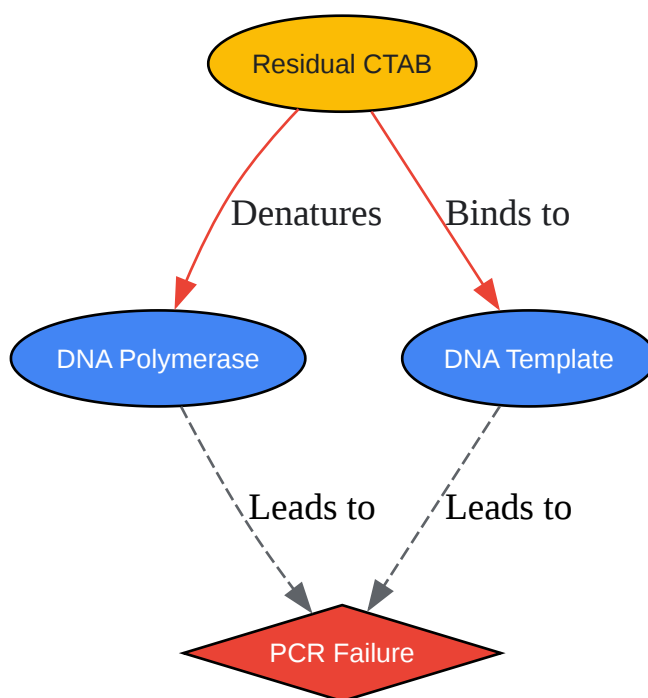 Residual CTAB
Denatures
Binds to
DNA Polymerase
DNA Template
Leads to
Leads to
PCR Failure